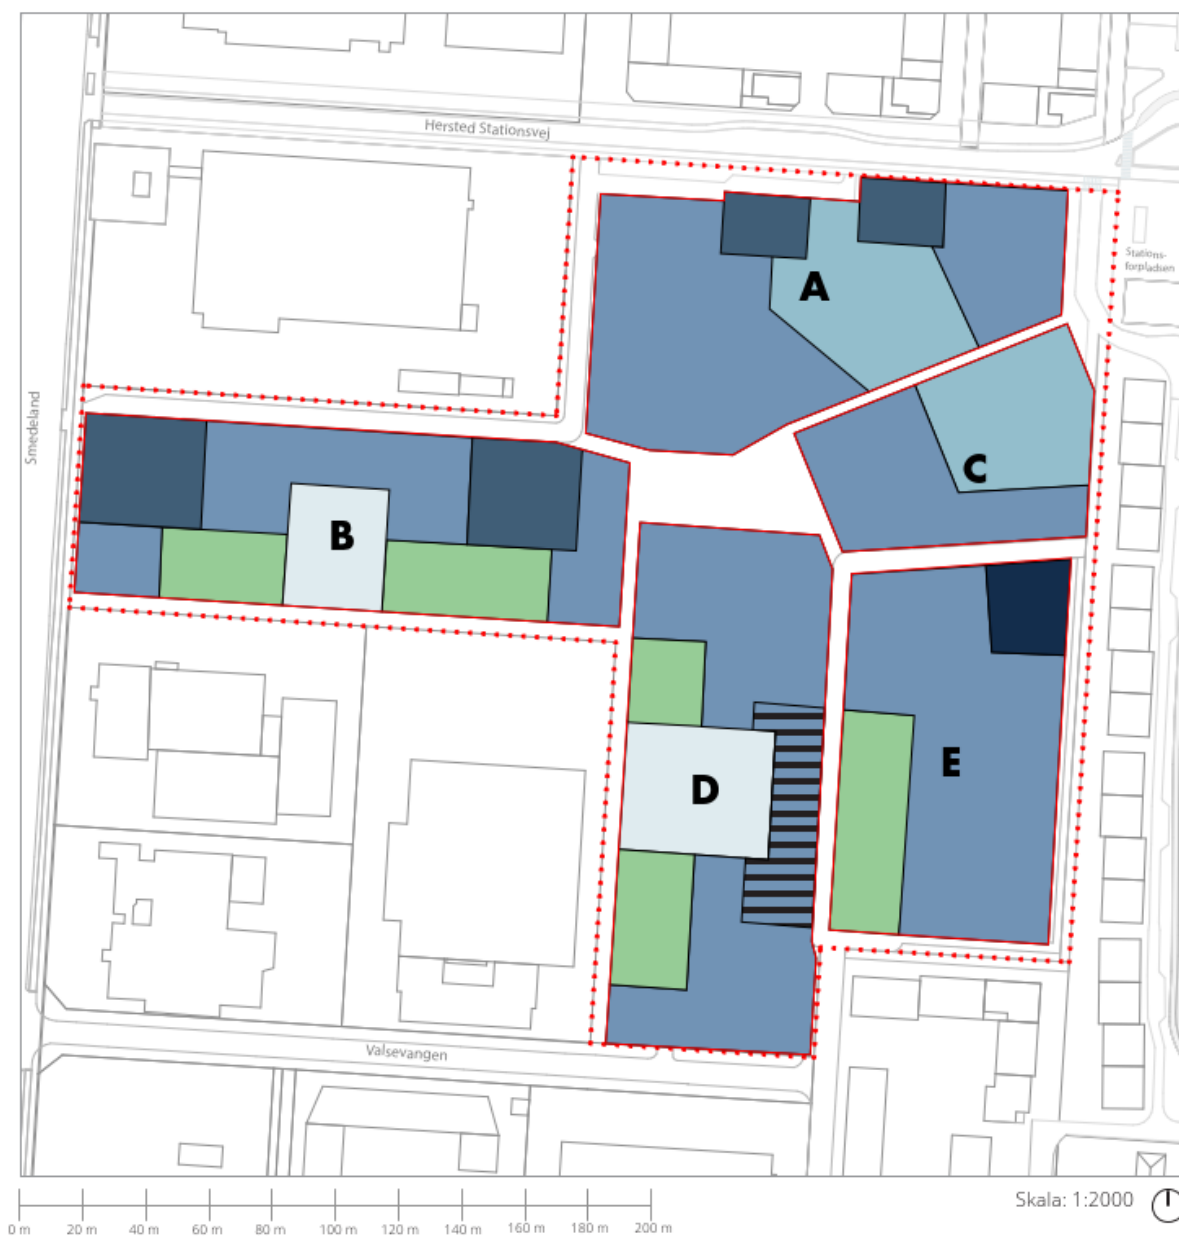 Hersted Stationsvej
Stations-
forpladsen
A
Smedeland
C
B
E
D
Valsevangen
Skala: 1:2000
0 m 20 m 40 m 60 m 80 m 100 m 120 m 140 m 160 m 180 m 200 m